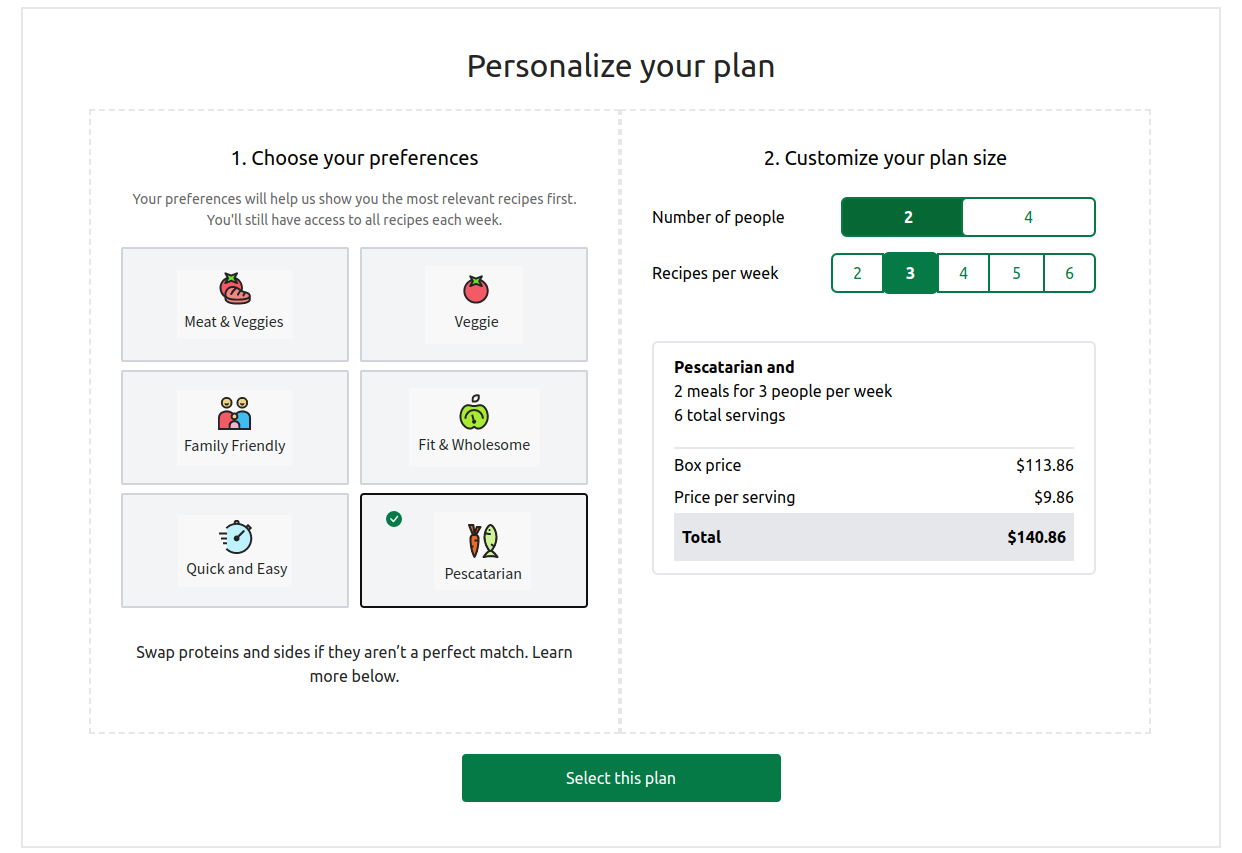 Personalize your plan
1. Choose your preferences
Your preferences will help us show you the most relevant recipes first.
You'll still have access to all recipes each week.
Meat & Veggies
Veggie
Family Friendly
Fit & Wholesome
Quick and Easy
Pescatarian
Swap proteins and sides if they aren’t a perfect match. Learn
more below.
2. Customize your plan size
Number of people 2 4
Recipes per week 2 3 4 5 6
Pescatarian and
2 meals for 3 people per week
6 total servings
Box price $113.86
Price per serving $9.86
Total $140.86
Select this plan